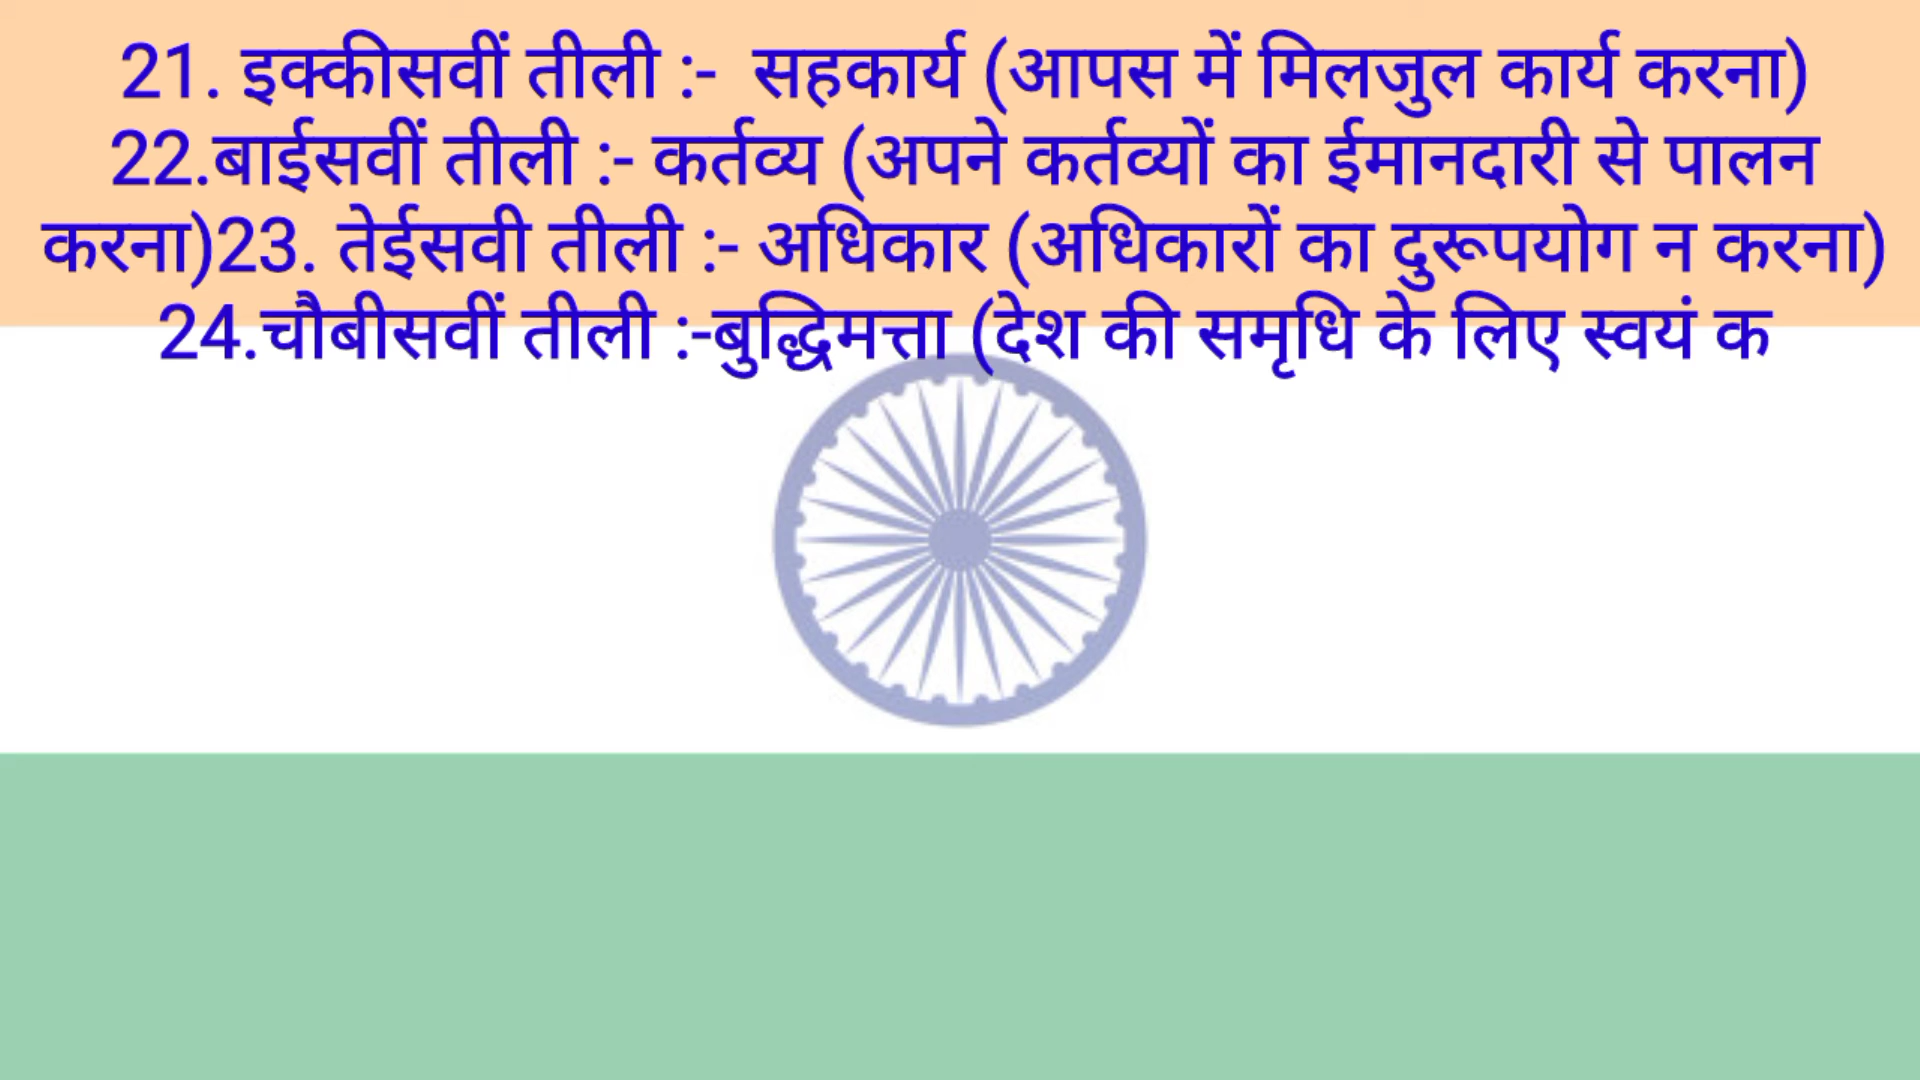 21. इक्कीसवीं तीली :- सहकार्य (आपस में मिलजुल कार्य करना)
22.बाईसवीं तीली :- कर्तव्य (अपने कर्तव्यों का ईमानदारी से पालन
करना)23. तेईसवी तीली :- अधिकार (अधिकारों का दुरूपयोग न करना)
24.चौबीसवीं तीली :-बुद्धिमत्ता (देश की समृधि के लिए स्वयं क